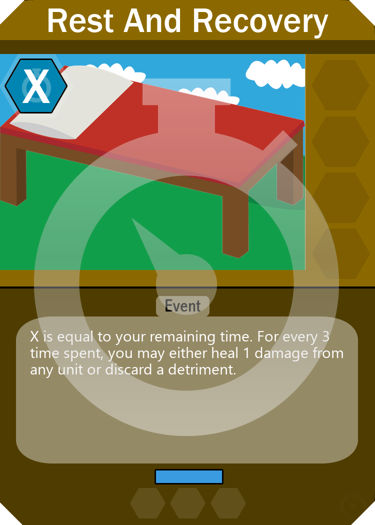 Rest And Recovery
X
Event
X is equal to your remaining time. For every 3
time spent, you may either heal 1 damage from
any unit or discard a detriment.